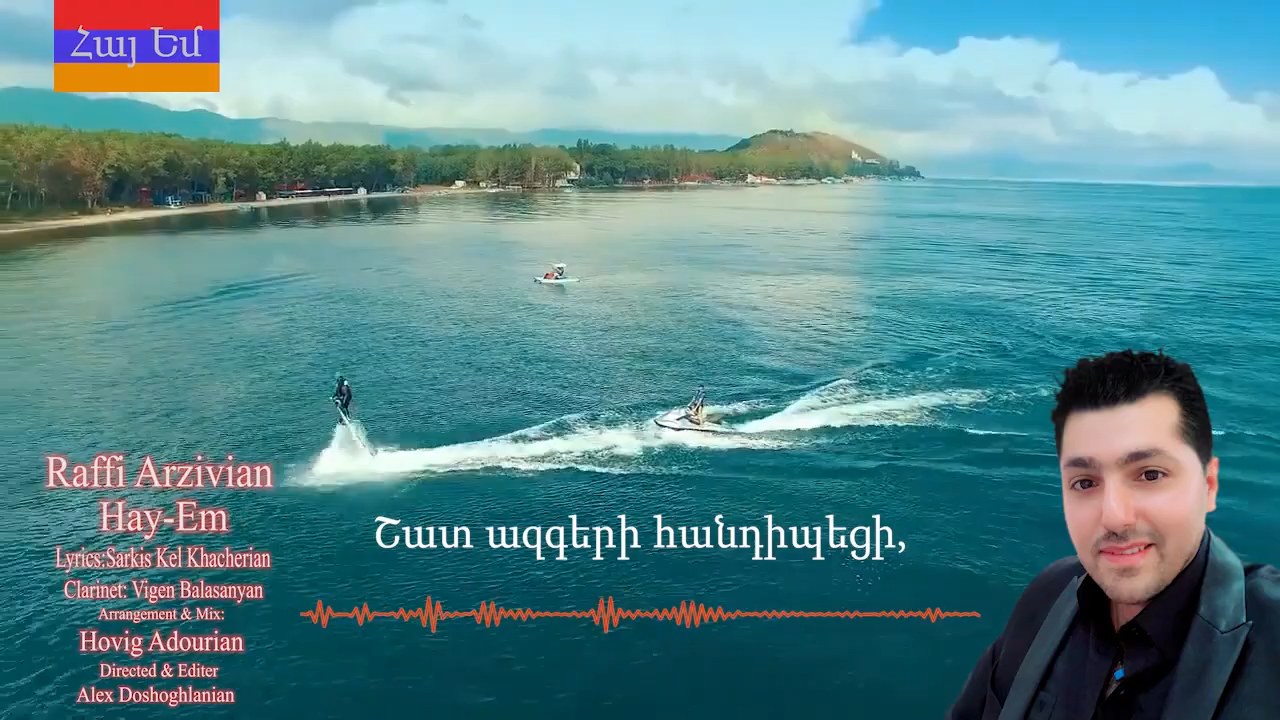 Հայ Եմ
Raffi Arzivian
Hay-Em
Lyrics:Sarkis Kel Khacherian
Clarinet: Vigen Balasanyan
Arrangement & Mix:
Hovig Adourian
Directed & Editer
Alex Doshoghlanian
Շատ ազգերի հանդիպեցի,